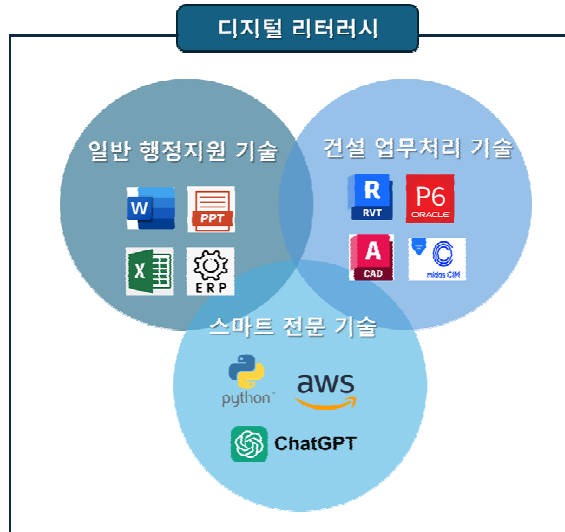 디지털 리터러시
일반 행정지원 기술
건설 업무처리 기술
W
PPT
X
ERP
R
RVT
P6
ORACLE
A
CAD
midas CIM
스마트 전문 기술
python
aws
ChatGPT